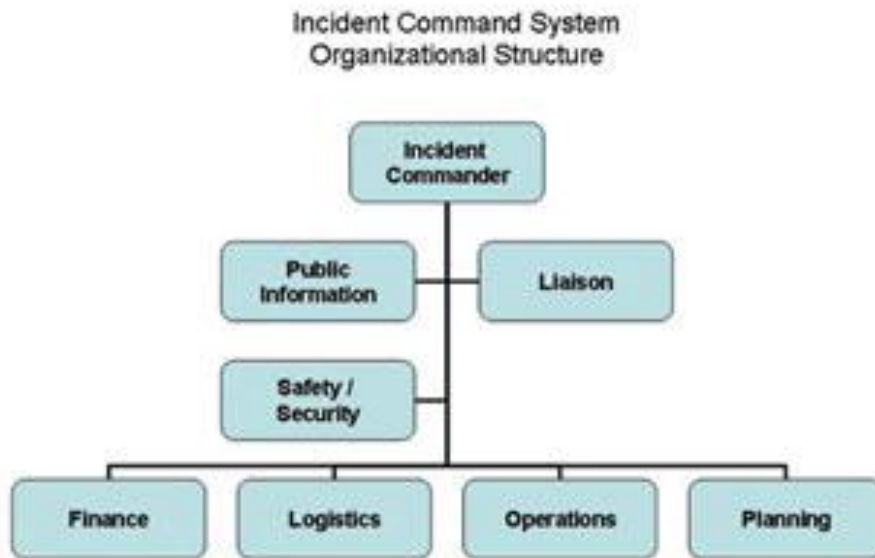 Incident Command System
Organizational Structure
Incident
Commander
Public
Information
Liaison
Safety /
Security
Finance
Logistics
Operations
Planning